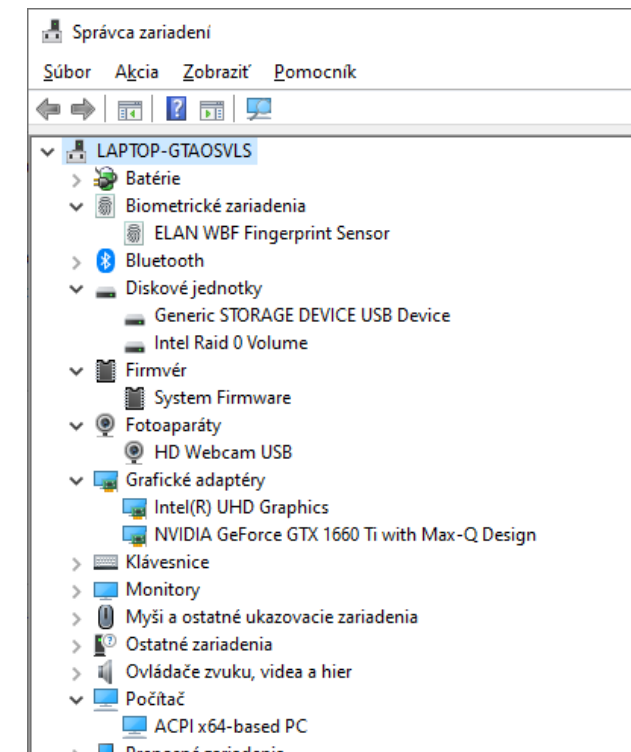 Správca zariadení
Súbor Akcia Zobraziť Pomocník
LAPTOP-GTAOSVLS
Batérie
Biometrické zariadenia
ELAN WBF Fingerprint Sensor
Bluetooth
Diskové jednotky
Generic STORAGE DEVICE USB Device
Intel Raid 0 Volume
Firmvér
System Firmware
Fotoaparáty
HD Webcam USB
Grafické adaptéry
Intel(R) UHD Graphics
NVIDIA GeForce GTX 1660 Ti with Max-Q Design
Klávesnice
Monitory
Myši a ostatné ukazovacie zariadenia
Ostatné zariadenia
Ovládače zvuku, videa a hier
Počítač
ACPI x64-based PC